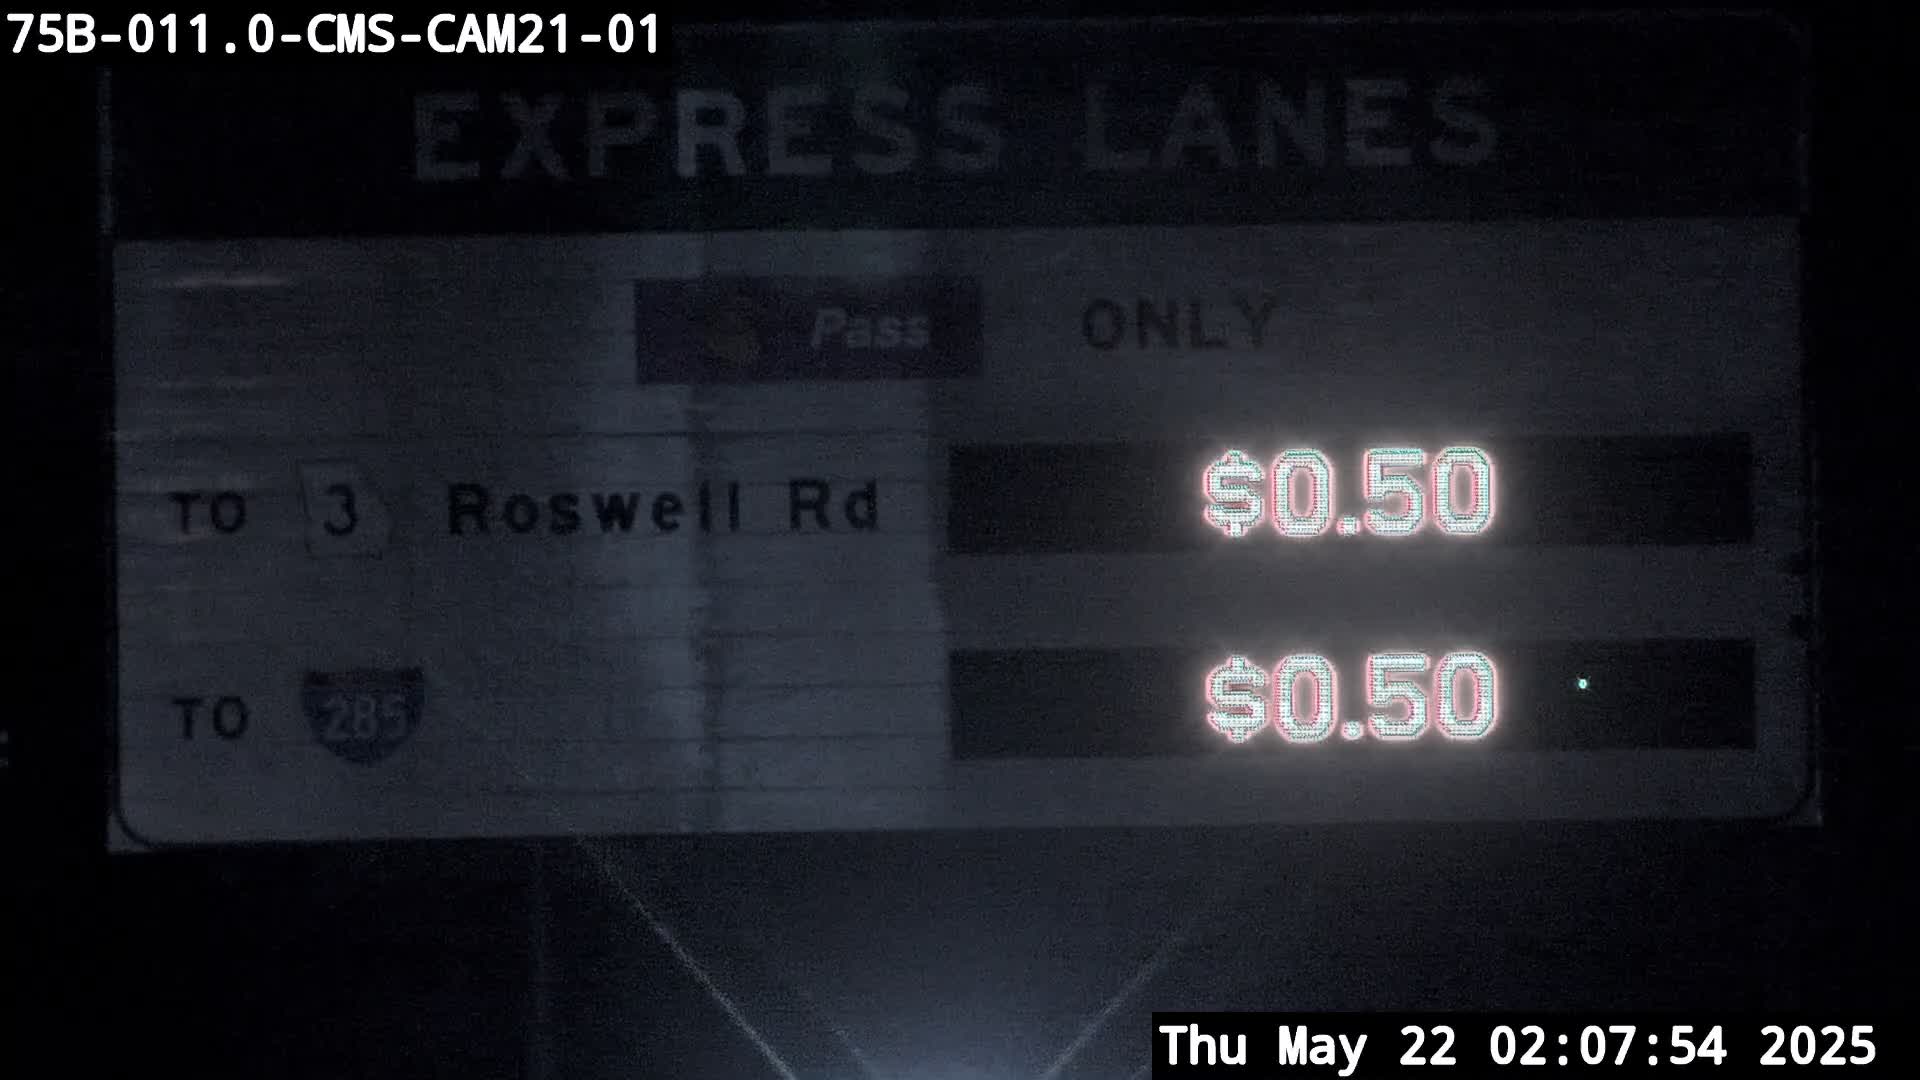 75B-011.0-CMS-CAM21-01
EXPRESS LANES
Pass ONLY
TO 3 Roswell Rd $0.50
TO 285 $0.50
Thu May 22 02:07:54 2025